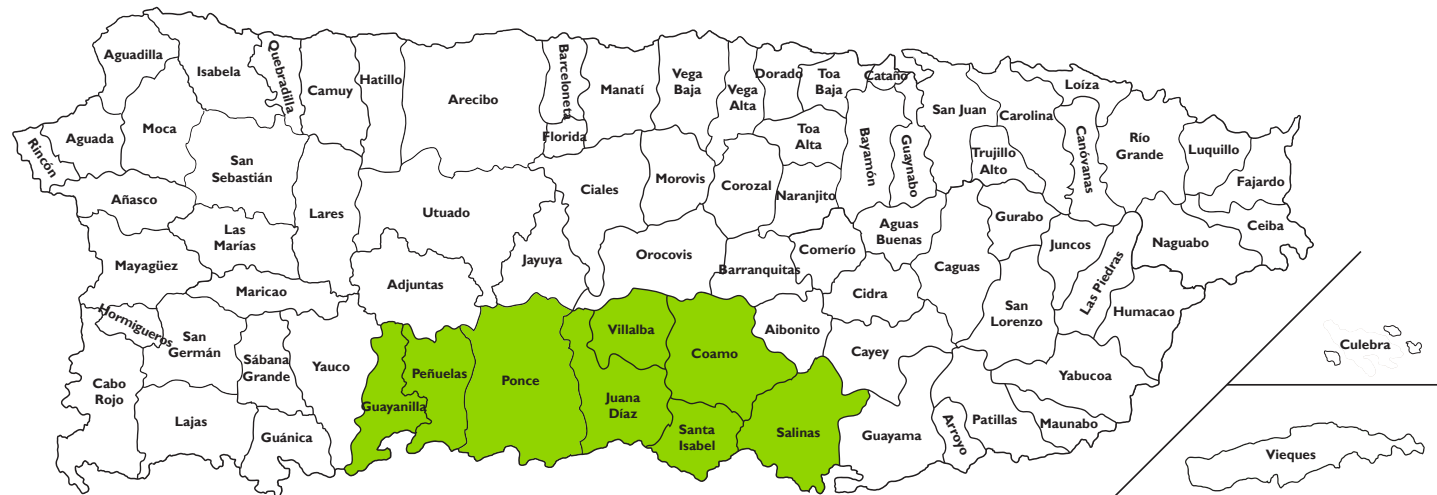 Aguadilla
Isabela
Quebradilla
Camuy
Hatillo
Arecibo
Barceloneta
Manatí
Vega
Baja
Vega
Alta
Dorado
Toa
Baja
Cataño
San Juan
Carolina
Loíza
Rincón
Aguada
Moca
San
Sebastián
Florida
Toa
Alta
Bayamón
Guaynabo
Trujillo
Alto
Canóvanas
Río
Grande
Luquillo
Fajardo
Ceiba
Añasco
Las
Marías
Lares
Utuado
Ciales
Morovis
Corozal
Naranjito
Aguas
Buenas
Gurabo
Juncos
Naguabo
Mayagüez
Maricao
Adjuntas
Jayuya
Orocovis
Barranquitas
Comerío
Cidra
Caguas
San
Lorenzo
Las Piedras
Humacao
Hormigueros
San
Germán
Sábana
Grande
Yauco
Guayanilla
Peñuelas
Ponce
Villalba
Juana
Díaz
Coamo
Aibonito
Cayey
Yabucoa
Cabo
Rojo
Lajas
Guánica
Santa
Isabel
Salinas
Guayama
Arroyo
Patillas
Maunabo
Culebra
Vieques